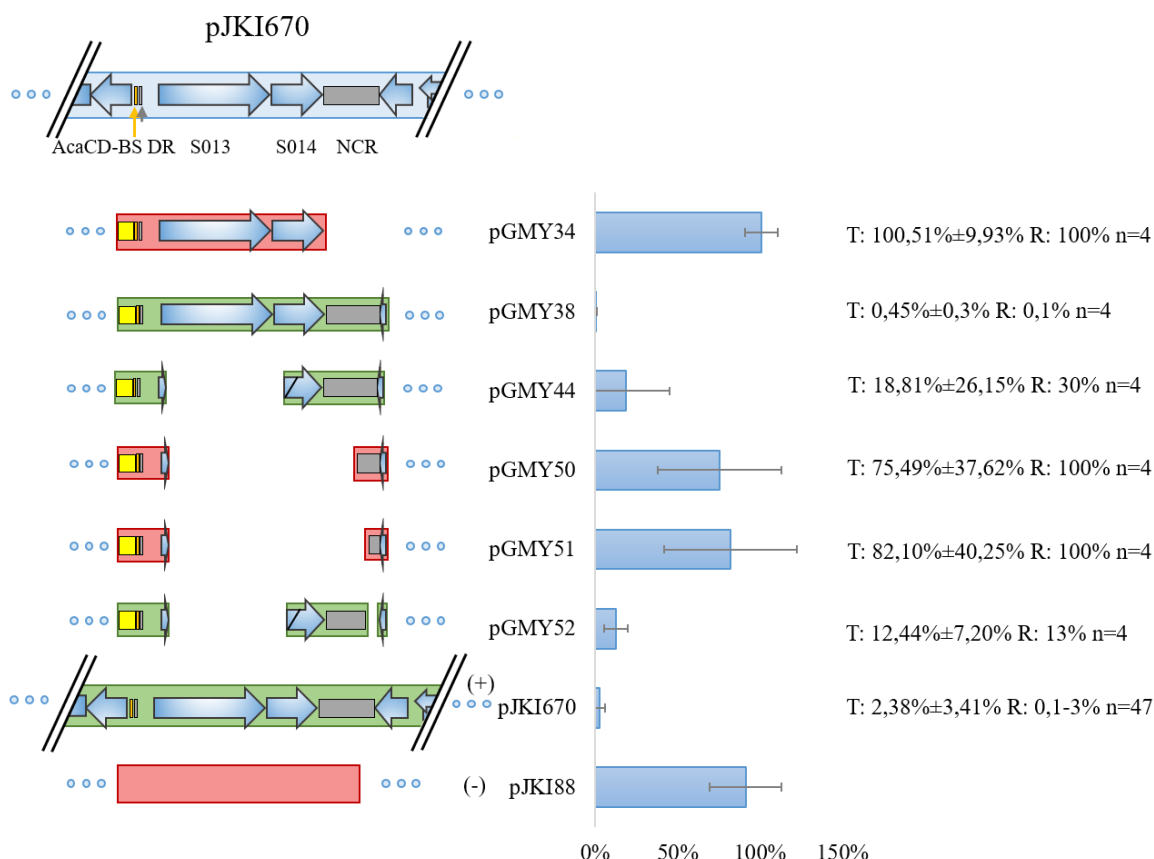 pJKI670
AcaCD-BS DR S013 S014 NCR
pGMY34 T: 100,51%±9,93% R: 100% n=4
pGMY38 T: 0,45%±0,3% R: 0,1% n=4
pGMY44 T: 18,81%±26,15% R: 30% n=4
pGMY50 T: 75,49%±37,62% R: 100% n=4
pGMY51 T: 82,10%±40,25% R: 100% n=4
pGMY52 T: 12,44%±7,20% R: 13% n=4
(+) pJKI670 T: 2,38%±3,41% R: 0,1-3% n=47
(-) pJKI88
0% 50% 100% 150%